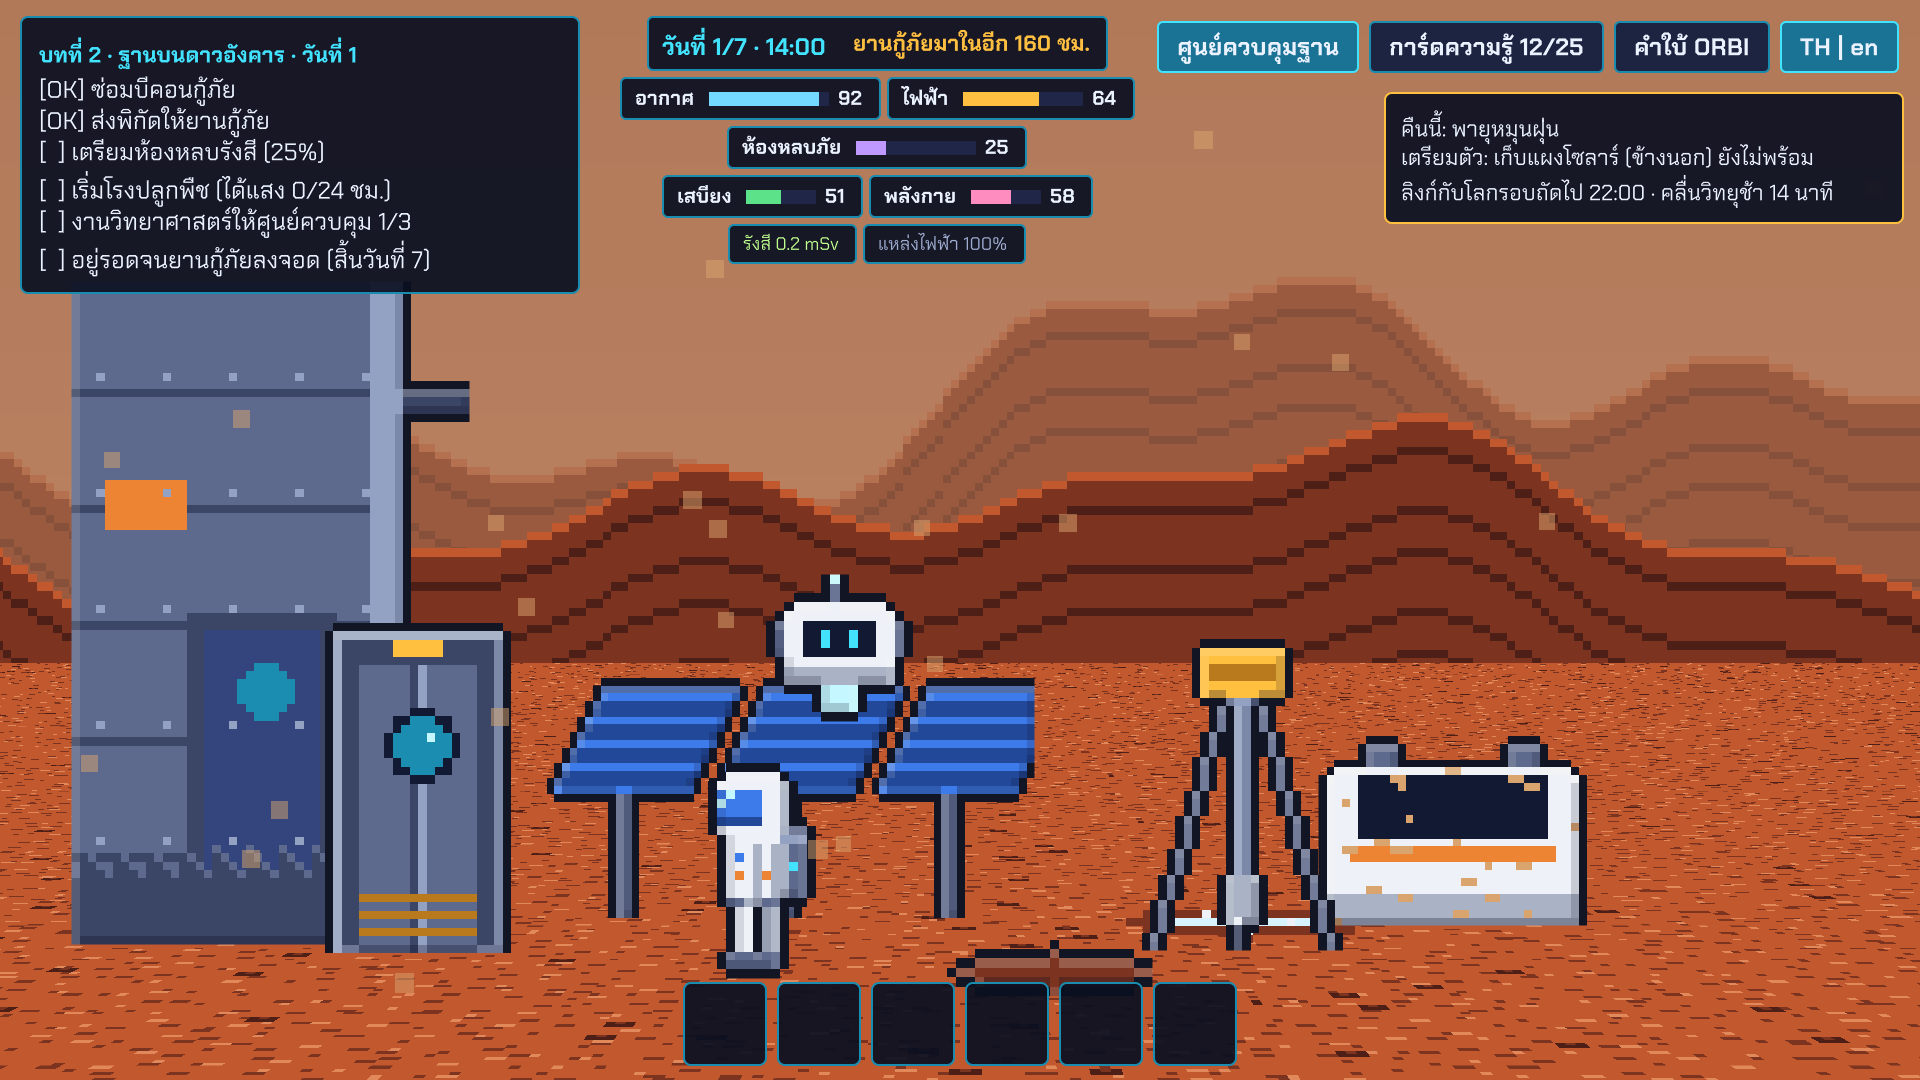 บทที่ 2 · ฐานบนดาวอังคาร · วันที่ 1
[OK] ซ่อมบีคอนกู้ภัย
[OK] ส่งพิกัดให้ยานกู้ภัย
[ ] เตรียมห้องหลบรังสี (25%)
[ ] เริ่มโรงปลูกพืช (ได้แสง 0/24 ชม.)
[ ] งานวิทยาศาสตร์ให้ศูนย์ควบคุม 1/3
[ ] อยู่รอดจนยานกู้ภัยลงจอด (สิ้นวันที่ 7)
วันที่ 1/7 · 14:00 ยานกู้ภัยมาในอีก 160 ชม.
อากาศ 92 ไฟฟ้า 64
ห้องหลบภัย 25
เสบียง 51 พลังกาย 58
รังสี 0.2 mSv แหล่งไฟฟ้า 100%
ศูนย์ควบคุมฐาน การ์ดความรู้ 12/25 คำใบ้ ORBI TH | en
คืนนี้: พายุหมุนฝุ่น
เตรียมตัว: เก็บแผงโซลาร์ (ข้างนอก) ยังไม่พร้อม
ลิงก์กับโลกรอบถัดไป 22:00 · คลื่นวิทยุช้า 14 นาที